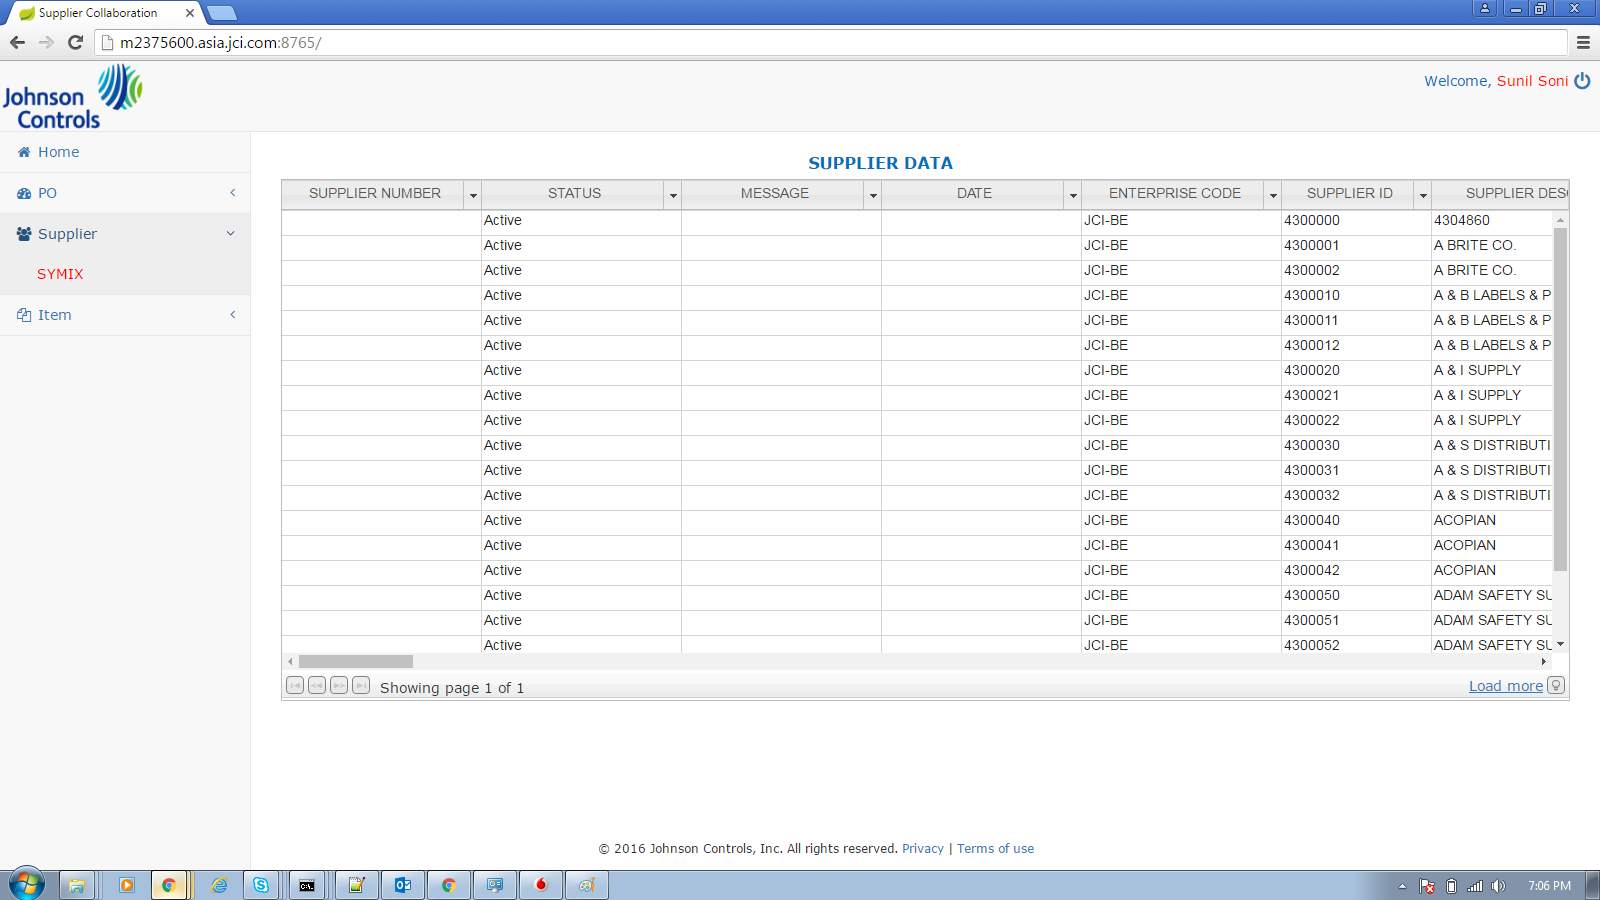 Supplier Collaboration
m2375600.asia.jci.com:8765/
Johnson
Controls
Welcome, Sunil Soni
Home
PO
Supplier
SYMIX
Item
SUPPLIER DATA
SUPPLIER NUMBER STATUS MESSAGE DATE ENTERPRISE CODE SUPPLIER ID SUPPLIER DESC
Active JCI-BE 4300000 4304860
Active JCI-BE 4300001 A BRITE CO.
Active JCI-BE 4300002 A BRITE CO.
Active JCI-BE 4300010 A & B LABELS & P
Active JCI-BE 4300011 A & B LABELS & P
Active JCI-BE 4300012 A & B LABELS & P
Active JCI-BE 4300020 A & I SUPPLY
Active JCI-BE 4300021 A & I SUPPLY
Active JCI-BE 4300022 A & I SUPPLY
Active JCI-BE 4300030 A & S DISTRIBUTI
Active JCI-BE 4300031 A & S DISTRIBUTI
Active JCI-BE 4300032 A & S DISTRIBUTI
Active JCI-BE 4300040 ACOPIAN
Active JCI-BE 4300041 ACOPIAN
Active JCI-BE 4300042 ACOPIAN
Active JCI-BE 4300050 ADAM SAFETY SU
Active JCI-BE 4300051 ADAM SAFETY SU
Active JCI-BE 4300052 ADAM SAFETY SU
Showing page 1 of 1 Load more
© 2016 Johnson Controls, Inc. All rights reserved. Privacy | Terms of use
7:06 PM